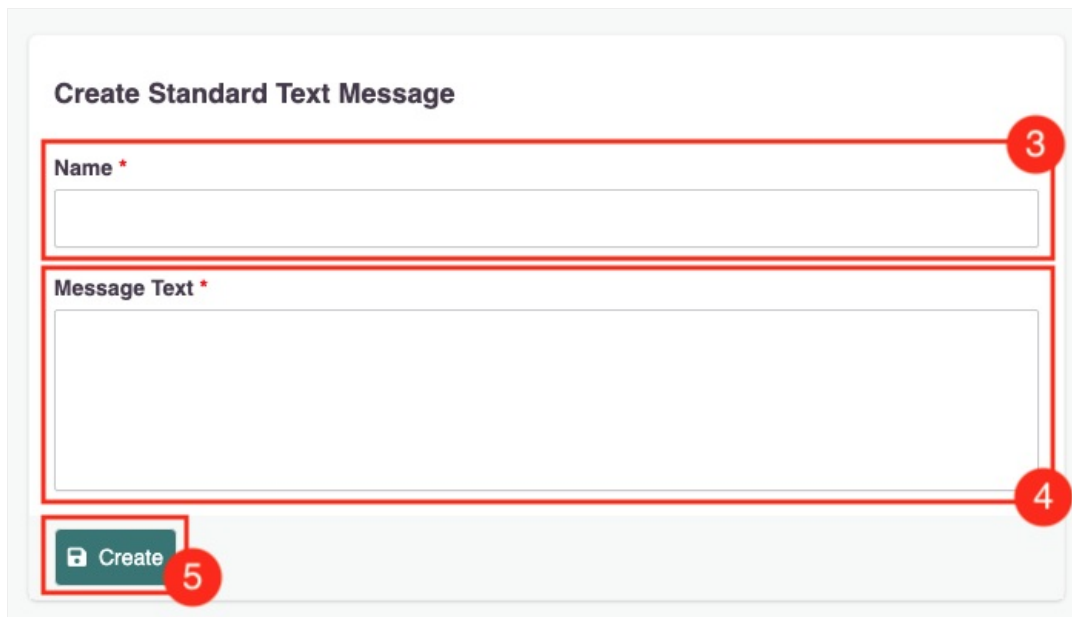 Create Standard Text Message
3
Name *
Message Text *
4
Create
5